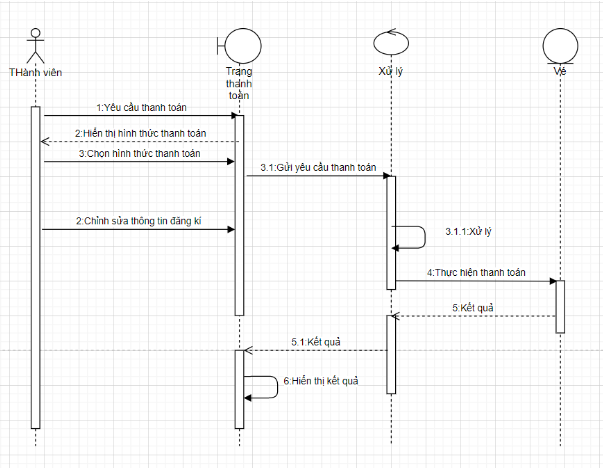 THành viên
Trang
thanh
toán
Xử lý
Vé
1:Yêu cầu thanh toán
2:Hiển thị hình thức thanh toán
3:Chọn hình thức thanh toán
3.1:Gửi yêu cầu thanh toán
2:Chỉnh sửa thông tin đăng kí
3.1.1:Xử lý
4:Thực hiện thanh toán
5:Kết quả
5.1:Kết quả
6:Hiển thị kết quả